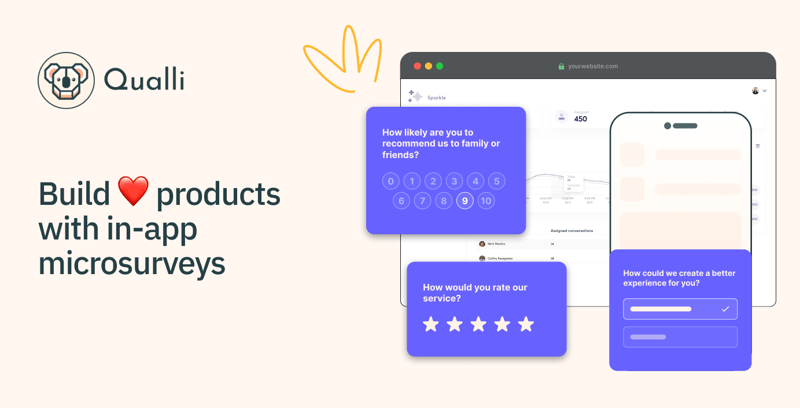 Qualli
Build ❤️ products
with in-app
microsurveys
yourwebsite.com
Sparkle
450
How likely are you to
recommend us to family or
friends?
0 1 2 3 4 5
6 7 8 9 10
Assigned conversations
How would you rate our
service?
How could we create a better
experience for you?